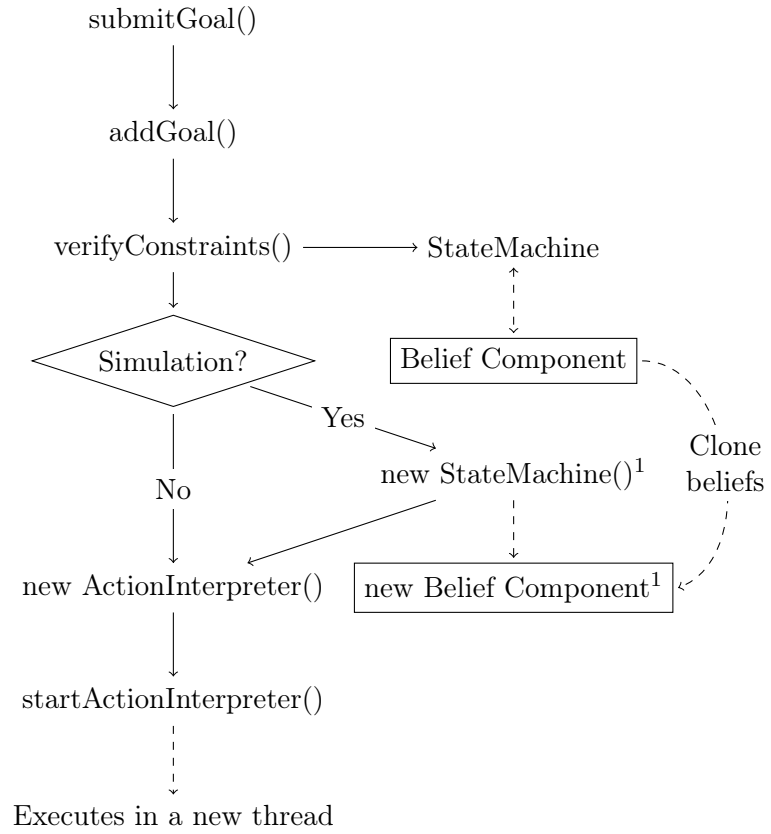 submitGoal()
addGoal()
verifyConstraints()
StateMachine
Simulation?
Belief Component
Yes
Clone
beliefs
new StateMachine()¹
No
new ActionInterpreter()
new Belief Component¹
startActionInterpreter()
Executes in a new thread